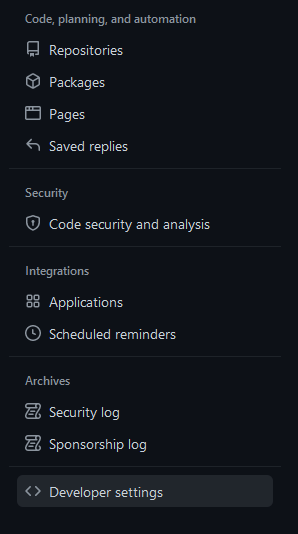 Code, planning, and automation
Repositories
Packages
Pages
Saved replies
Security
Code security and analysis
Integrations
Applications
Scheduled reminders
Archives
Security log
Sponsorship log
Developer settings